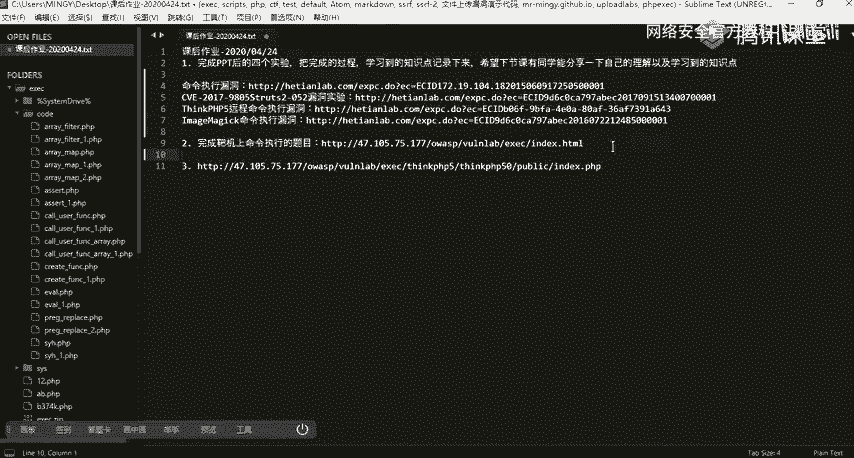 C:\Users\MINGY\Desktop\课后作业-20200424.txt • (exec, scripts, php, ctf, test, default, Atom, markdown, ssrf, ssrf-2, 文件上传漏洞演示代码, mr-mingy.github.io, uploadlabs, phpexec) - Sublime Text (UNREG
文件(F) 编辑(E) 选择(S) 查找(I) 查看(V) 跳转(G) 工具(T) 项目(P) 首选项(N) 帮助(H)
网络安全官方
腾讯课堂
OPEN FILES
课后作业-20200424.txt
FOLDERS
exec
%SystemDrive%
code
array_filter.php
array_filter_1.php
array_map.php
array_map_1.php
array_map_2.php
assert.php
assert_1.php
call_user_func.php
call_user_func_1.php
call_user_func_array.php
call_user_func_array_1.php
create_func.php
create_func_1.php
eval.php
eval_1.php
preg_replace.php
preg_replace_2.php
syh.php
syh_1.php
sys
12.php
ab.php
b374k.php
课后作业-20200424.txt
1 课后作业-2020/04/24
2 1. 完成PPT后的四个实验，把完成的过程，学习到的知识点记录下来，希望下节课有同学能分享一下自己的理解以及学习到的知识点
3
4 命令执行漏洞：http://hetianlab.com/expc.do?ec=ECID172.19.104.182015060917250500001
5 CVE-2017-9805Struts2-052漏洞实验：http://hetianlab.com/expc.do?ec=ECID9d6c0ca797abec2017091513400700001
6 ThinkPHP5远程命令执行漏洞：http://hetianlab.com/expc.do?ec=ECIDb06f-9bfa-4e0a-80af-36af7391a643
7 ImageMagick命令执行漏洞：http://hetianlab.com/expc.do?ec=ECID9d6c0ca797abec2016072212485000001
8
9 2. 完成靶机上命令执行的题目：http://47.105.75.177/owasp/vulnlab/exec/index.html
10
11 3. http://47.105.75.177/owasp/vulnlab/exec/thinkphp5/thinkphp50/public/index.php
画板 签到 答题卡 画中画 举手 预览 工具
Line 10, Column 1
Tab Size: 4
Plain Text